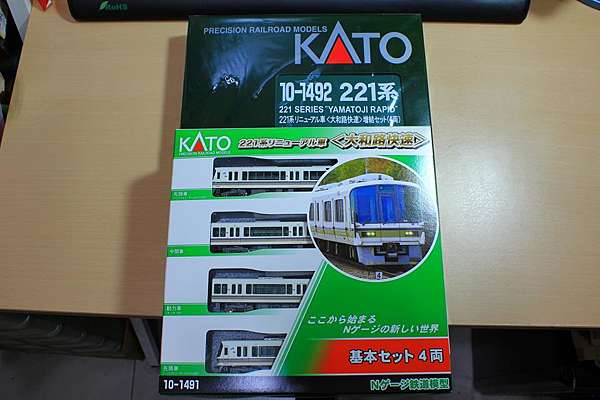 RoHS
PRECISION RAILROAD MODELS
KATO
10-1492 221系
221 SERIES "YAMATOJI RAPID"
221系リニューアル車<大和路快速>増結セット(4両)
KATO
PRECISION RAILROAD MODELS
221系リニューアル車 <大和路快速>
先頭車
中間車
動力車
先頭車
4
ここから始まる
Nゲージの新しい世界
基本セット4両
10-1491
Nゲージ鉄道模型